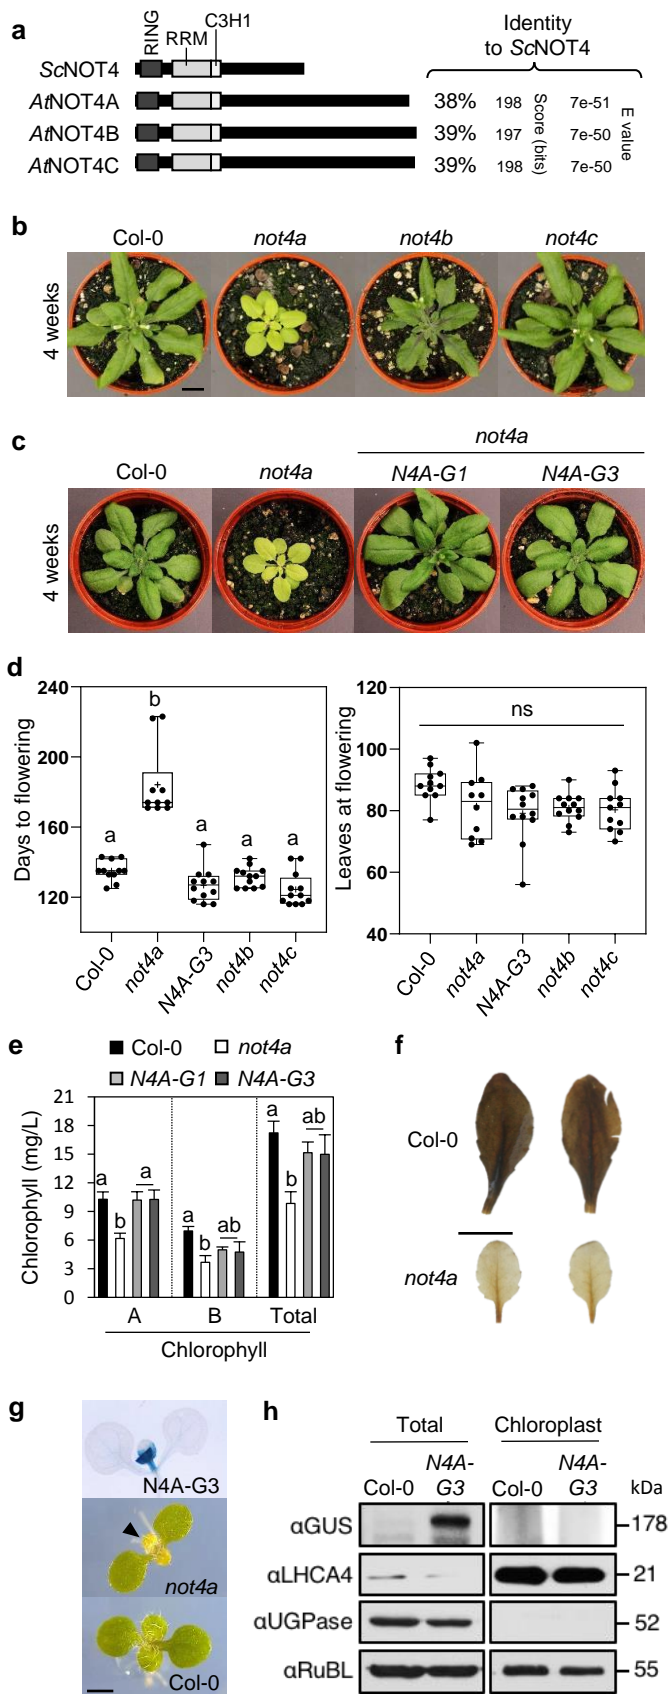 a
RING
RRM
C3H1
Identity
to ScNOT4
ScNOT4
AtNOT4A 38% 198 7e-51
AtNOT4B 39% 197 7e-50
AtNOT4C 39% 198 7e-50
Score (bits)
E value
b
Col-0 not4a not4b not4c
4 weeks
c
not4a
Col-0 not4a N4A-G1 N4A-G3
4 weeks
d
Days to flowering
240
200
160
120
a b a a a
Col-0 not4a N4A-G3 not4b not4c
Leaves at flowering
120
100
80
60
40
ns
Col-0 not4a N4A-G3 not4b not4c
e
Col-0 not4a
N4A-G1 N4A-G3
Chlorophyll (mg/L)
21
18
15
12
9
6
3
0
a b a
a b ab
a b ab
A B Total
Chlorophyll
f
Col-0
not4a
g
N4A-G3
not4a
Col-0
h
Total Chloroplast
Col-0 N4A-G3 Col-0 N4A-G3 kDa
αGUS 178
αLHCA4 21
αUGPase 52
αRuBL 55